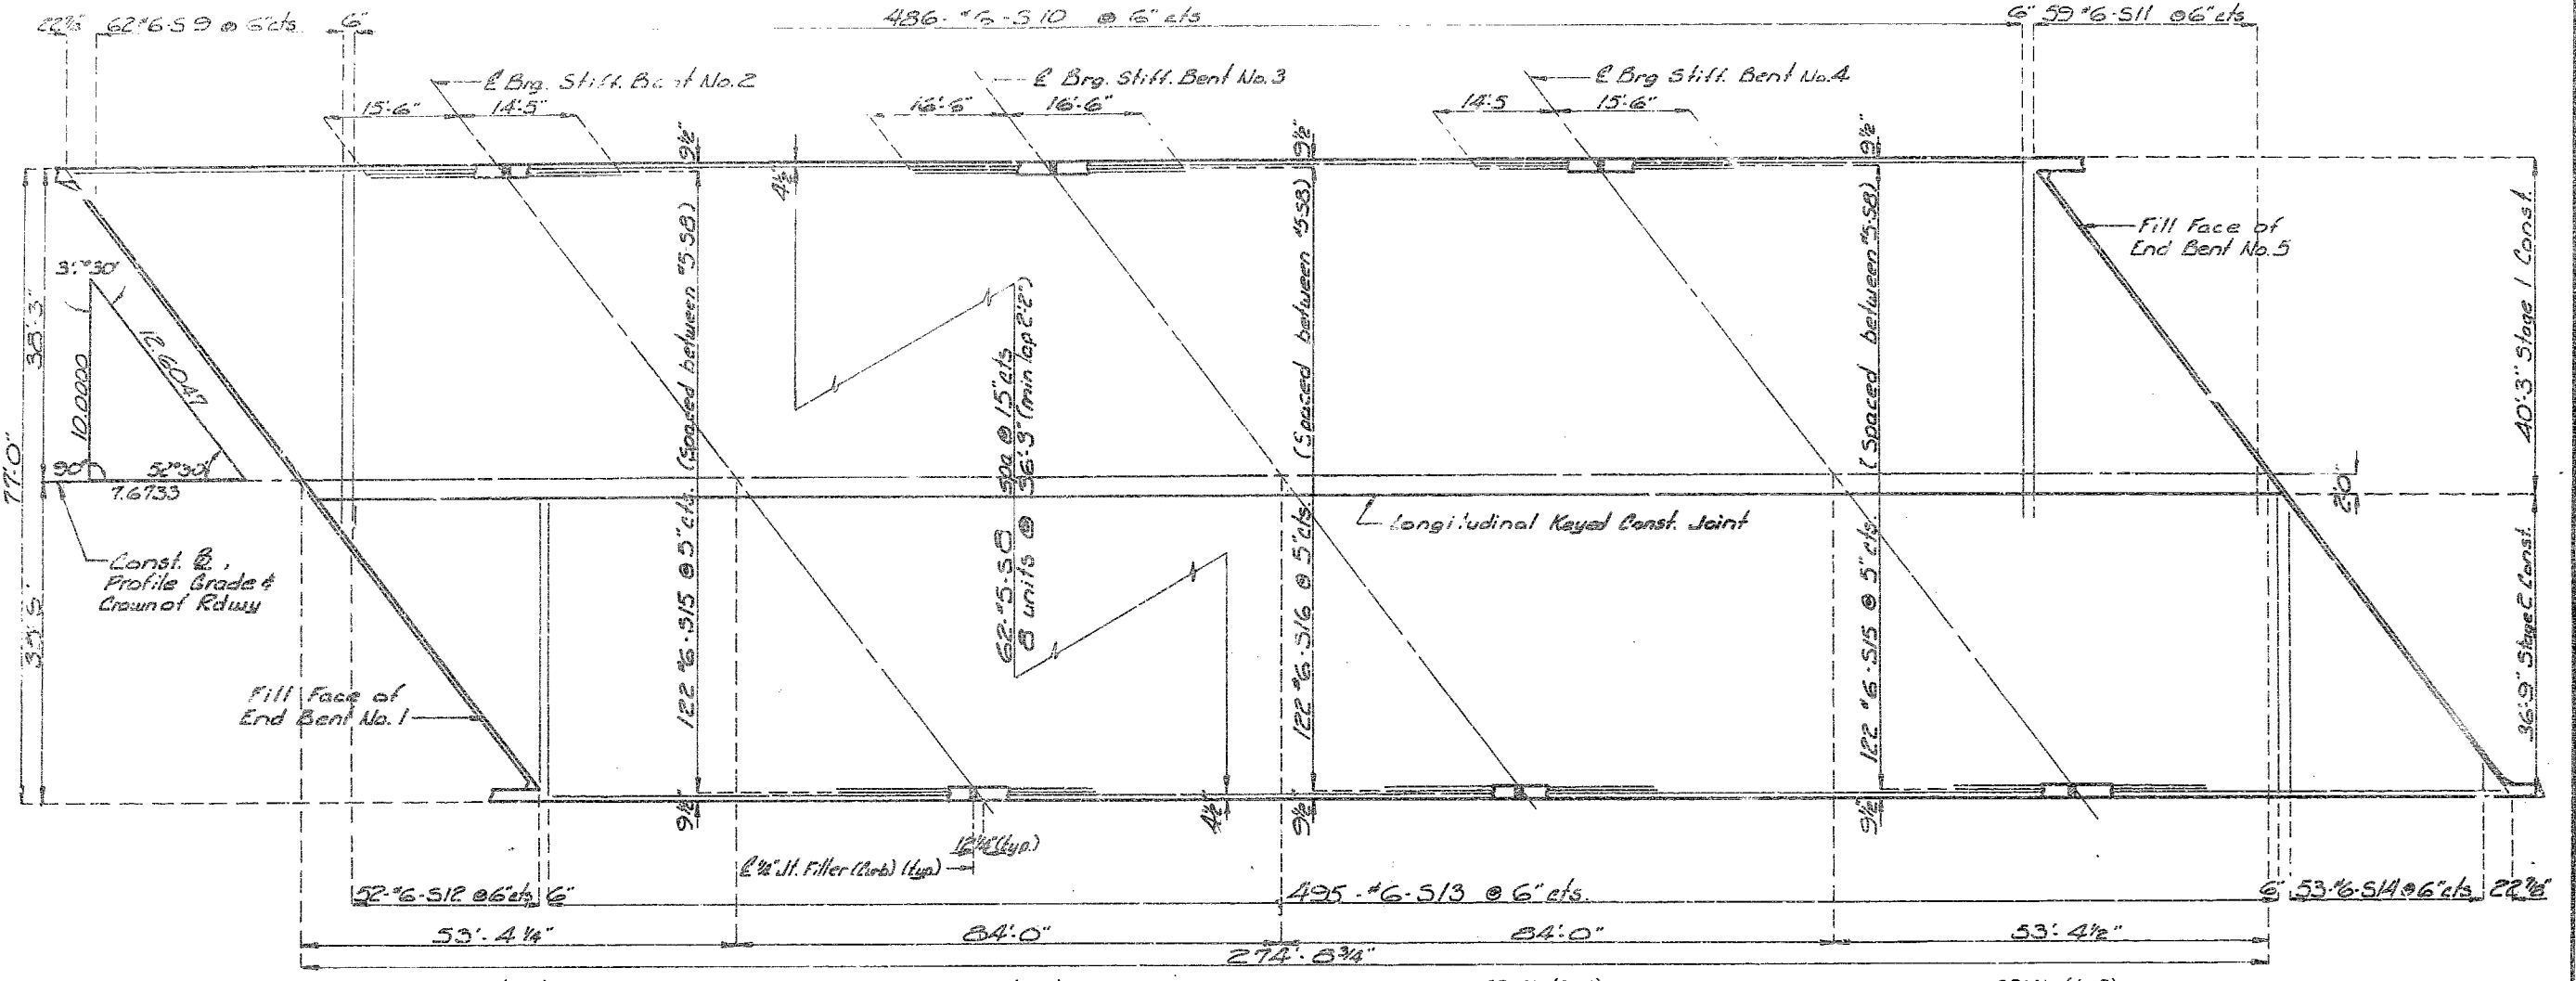 22⅞" 62 #6-S9 @ 6" cts. 6" 486-#6-S10 @ 6" cts 6" 59 #6-S11 @ 6" cts
℄ Brg. Stiff. Bent No. 2
℄ Brg. Stiff. Bent No. 3
℄ Brg Stiff. Bent No. 4
15'-6" 14'-5"
16'-6" 16'-6"
14'-5 15'-6"
9½"
4½
9½"
9½"
Fill Face of
End Bent No. 5
40'-3" Stage 1 Const.
36'-9" Stage 2 Const.
2'-0"
77'-0"
38'-3"
10.0000
12.6047
90°
52°30'
7.6733
Const. ℄,
Profile Grade &
Crown of Rdwy
Fill Face of
End Bent No. 1
122 #6-S15 @ 5" cts. (Spaced between #5-S8)
62-#5-S8 Spa @ 15" cts
8 units @ 36'-9" (min lap 2'-2")
122 #6-S16 @ 5" cts. (Spaced between #5-S8)
122 #6-S15 @ 5" cts. (Spaced between #5-S8)
Longitudinal Keyed Const. Joint
9½"
4½"
9½"
9½"
℄ ¼" Jt. Filler (Curb) (typ)
(typ.)
52-#6-S12 @ 6" cts 6" 495-#6-S13 @ 6" cts. 6" 53-#6-S14 @ 6" cts 22⅞"
53'-4¼" 84'-0" 84'-0" 53'-4½"
274'-8¾"